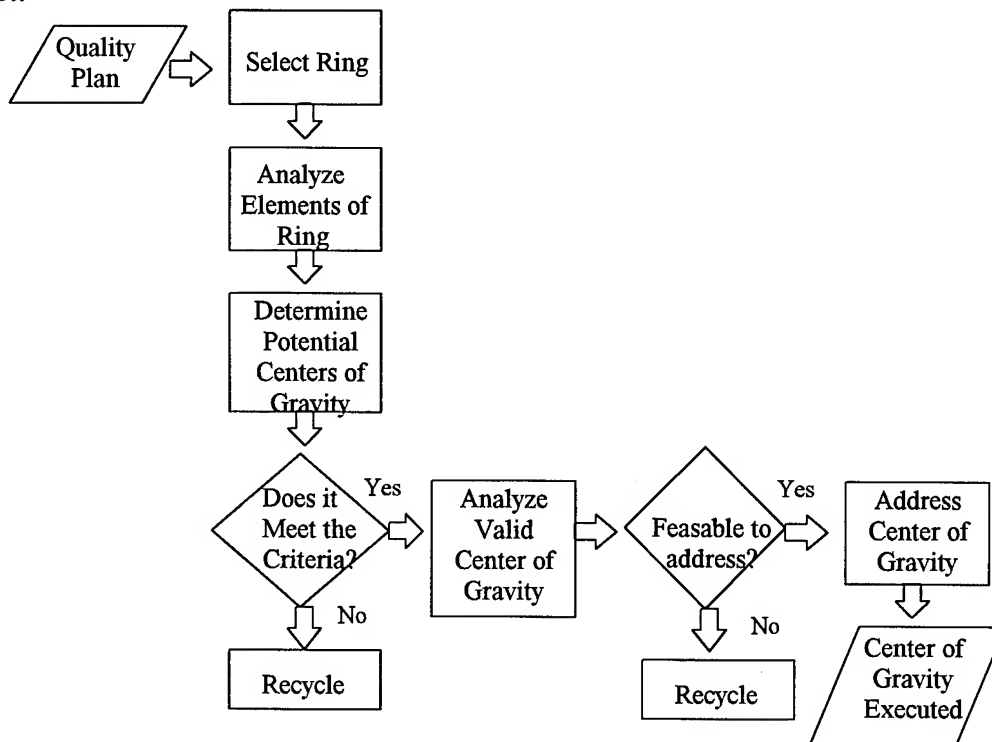 Quality
Plan
Select Ring
Analyze
Elements of
Ring
Determine
Potential
Centers of
Gravity
Does it
Meet the
Criteria?
Yes
No
Recycle
Analyze
Valid
Center of
Gravity
Feasable to
address?
Yes
No
Recycle
Address
Center of
Gravity
Center of
Gravity
Executed